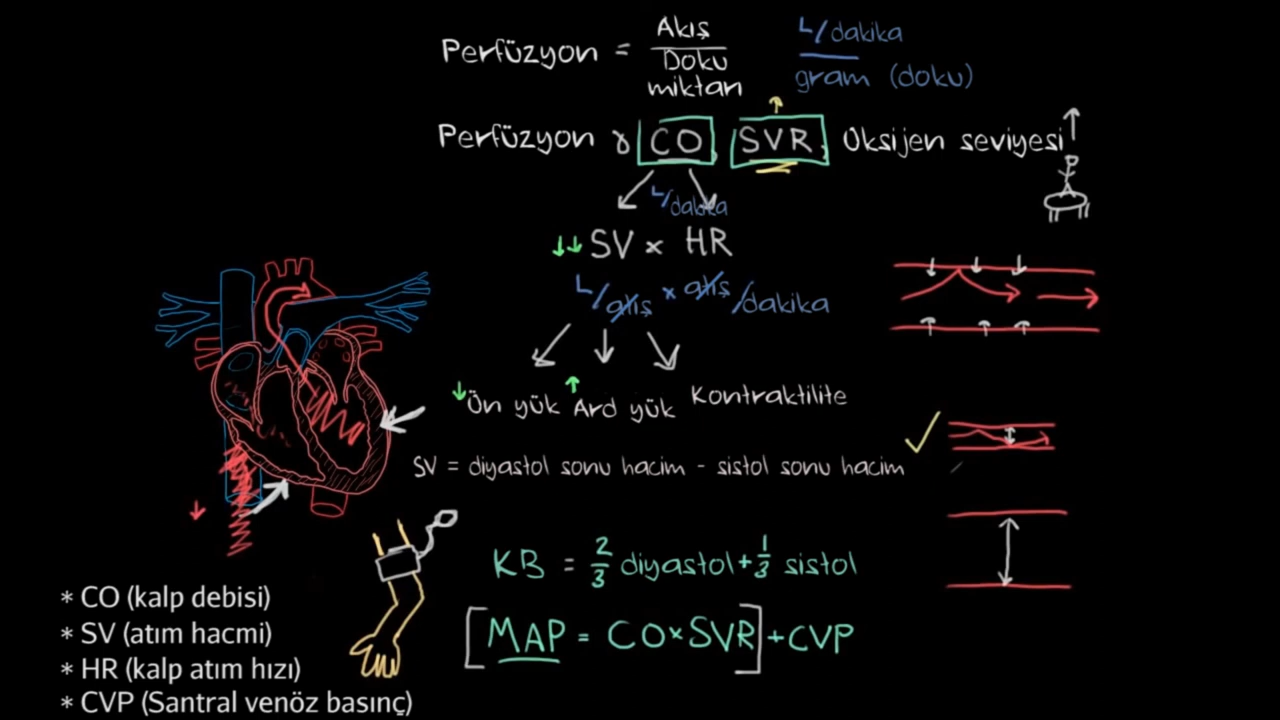 Perfüzyon = Akış / Doku miktarı
L/dakika
gram (doku)
Perfüzyon ४ CO SVR Oksijen seviyesi ↑
L/dakika
↓↓ SV x HR
L/atış x atış/dakika
↓Ön yük ↑Ard yük Kontraktilite
SV = diyastol sonu hacim - sistol sonu hacim
KB = 2/3 diyastol + 1/3 sistol
[MAP = CO x SVR] + CVP
* CO (kalp debisi)
* SV (atım hacmi)
* HR (kalp atım hızı)
* CVP (Santral venöz basınç)